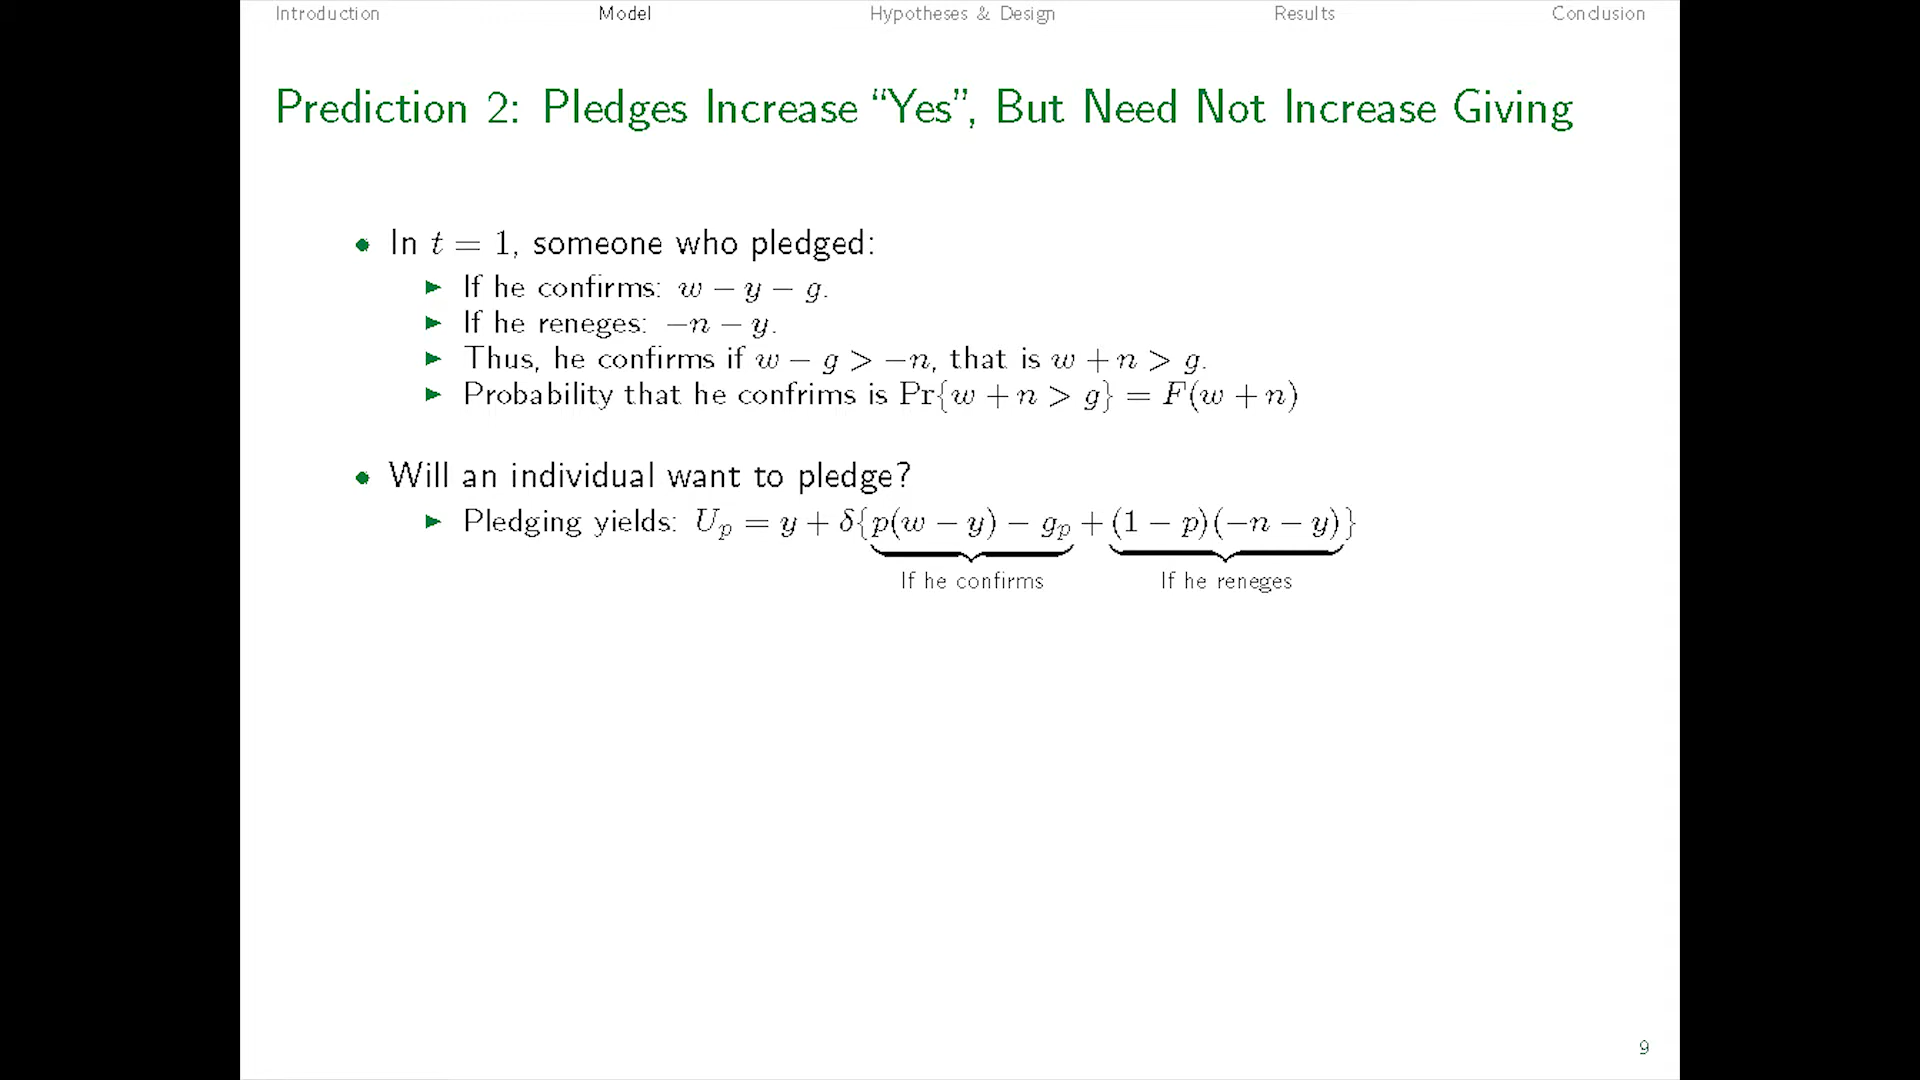 Introduction Model Hypotheses & Design Results Conclusion
Prediction 2: Pledges Increase “Yes”, But Need Not Increase Giving
• In t = 1, someone who pledged:
▶ If he confirms: w − y − g.
▶ If he reneges: −n − y.
▶ Thus, he confirms if w − g > −n, that is w + n > g.
▶ Probability that he confrims is Pr{w + n > g} = F(w + n)
• Will an individual want to pledge?
▶ Pledging yields: U_p = y + δ{p(w − y) − g_p + (1 − p)(−n − y)}
If he confirms If he reneges
9